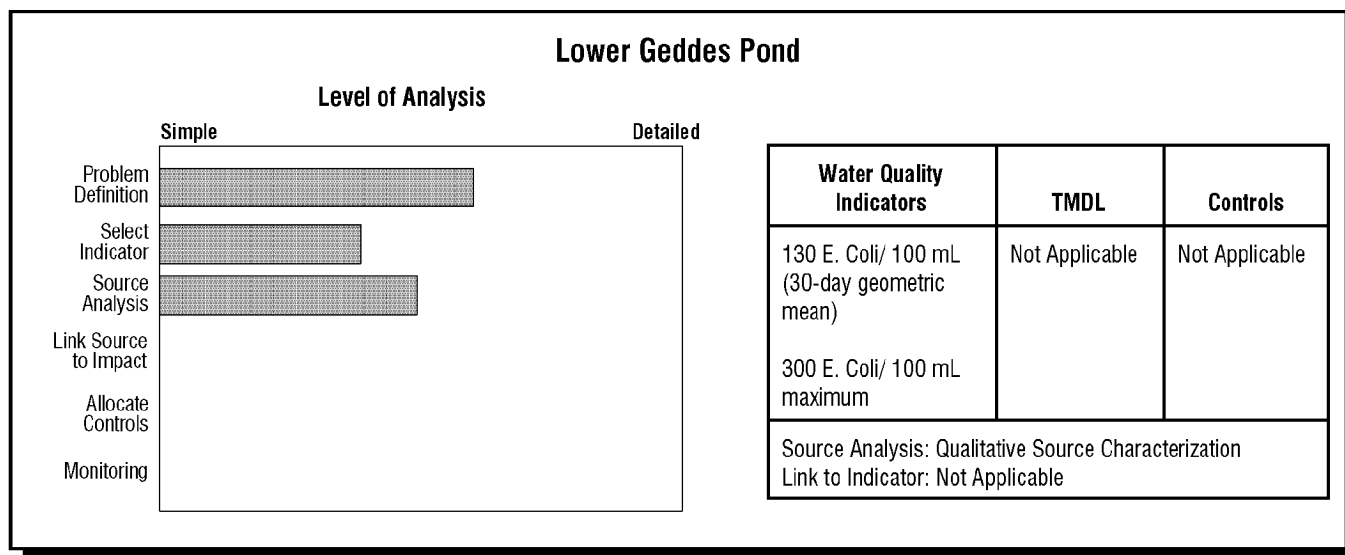 Lower Geddes Pond
Level of Analysis
Simple Detailed
Problem
Definition
Select
Indicator
Source
Analysis
Link Source
to Impact
Allocate
Controls
Monitoring
Water Quality
Indicators
TMDL
Controls
130 E. Coli/ 100 mL
(30-day geometric
mean)
300 E. Coli/ 100 mL
maximum
Not Applicable
Not Applicable
Source Analysis: Qualitative Source Characterization
Link to Indicator: Not Applicable